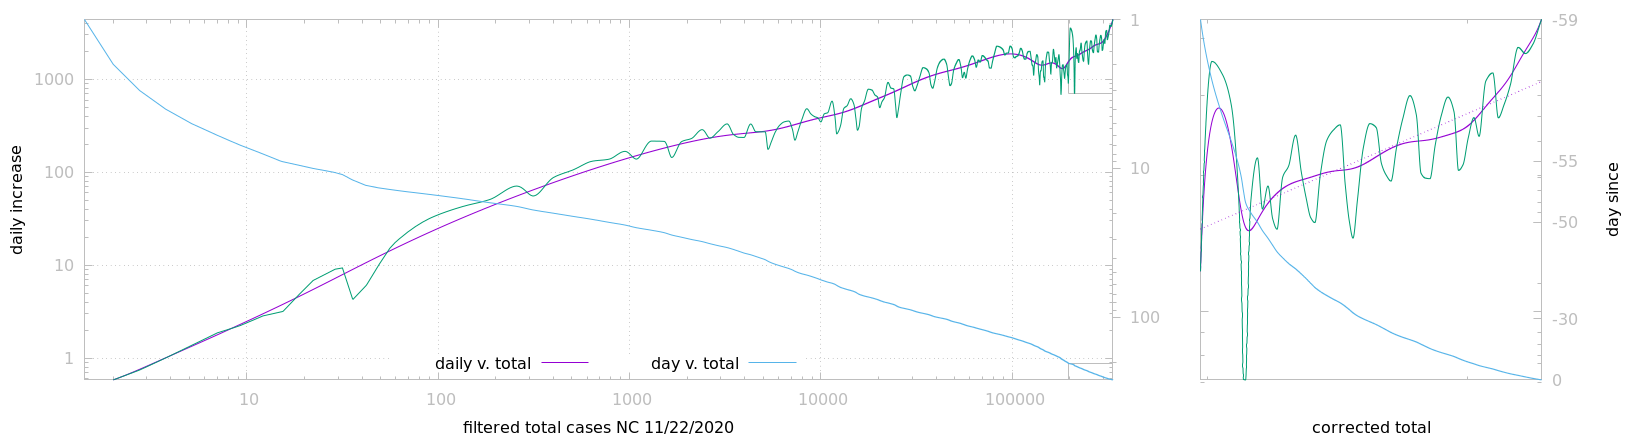 daily increase
1000
100
10
1
daily v. total
day v. total
10
100
1000
10000
100000
filtered total cases NC 11/22/2020
1
10
100
-59
-55
-50
-30
0
day since
corrected total